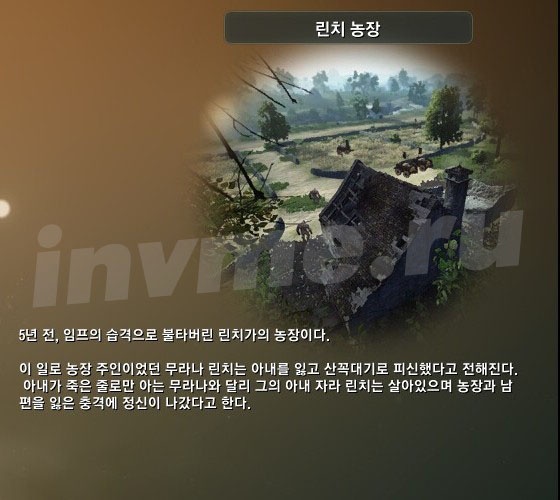 린치 농장
invme.ru
5년 전, 임프의 습격으로 불타버린 린치가의 농장이다.
이 일로 농장 주인이었던 무라나 린치는 아내를 잃고 산꼭대기로 피신했다고 전해진다.
아내가 죽은 줄로만 아는 무라나와 달리 그의 아내 자라 린치는 살아있으며 농장과 남
편을 잃은 충격에 정신이 나갔다고 한다.